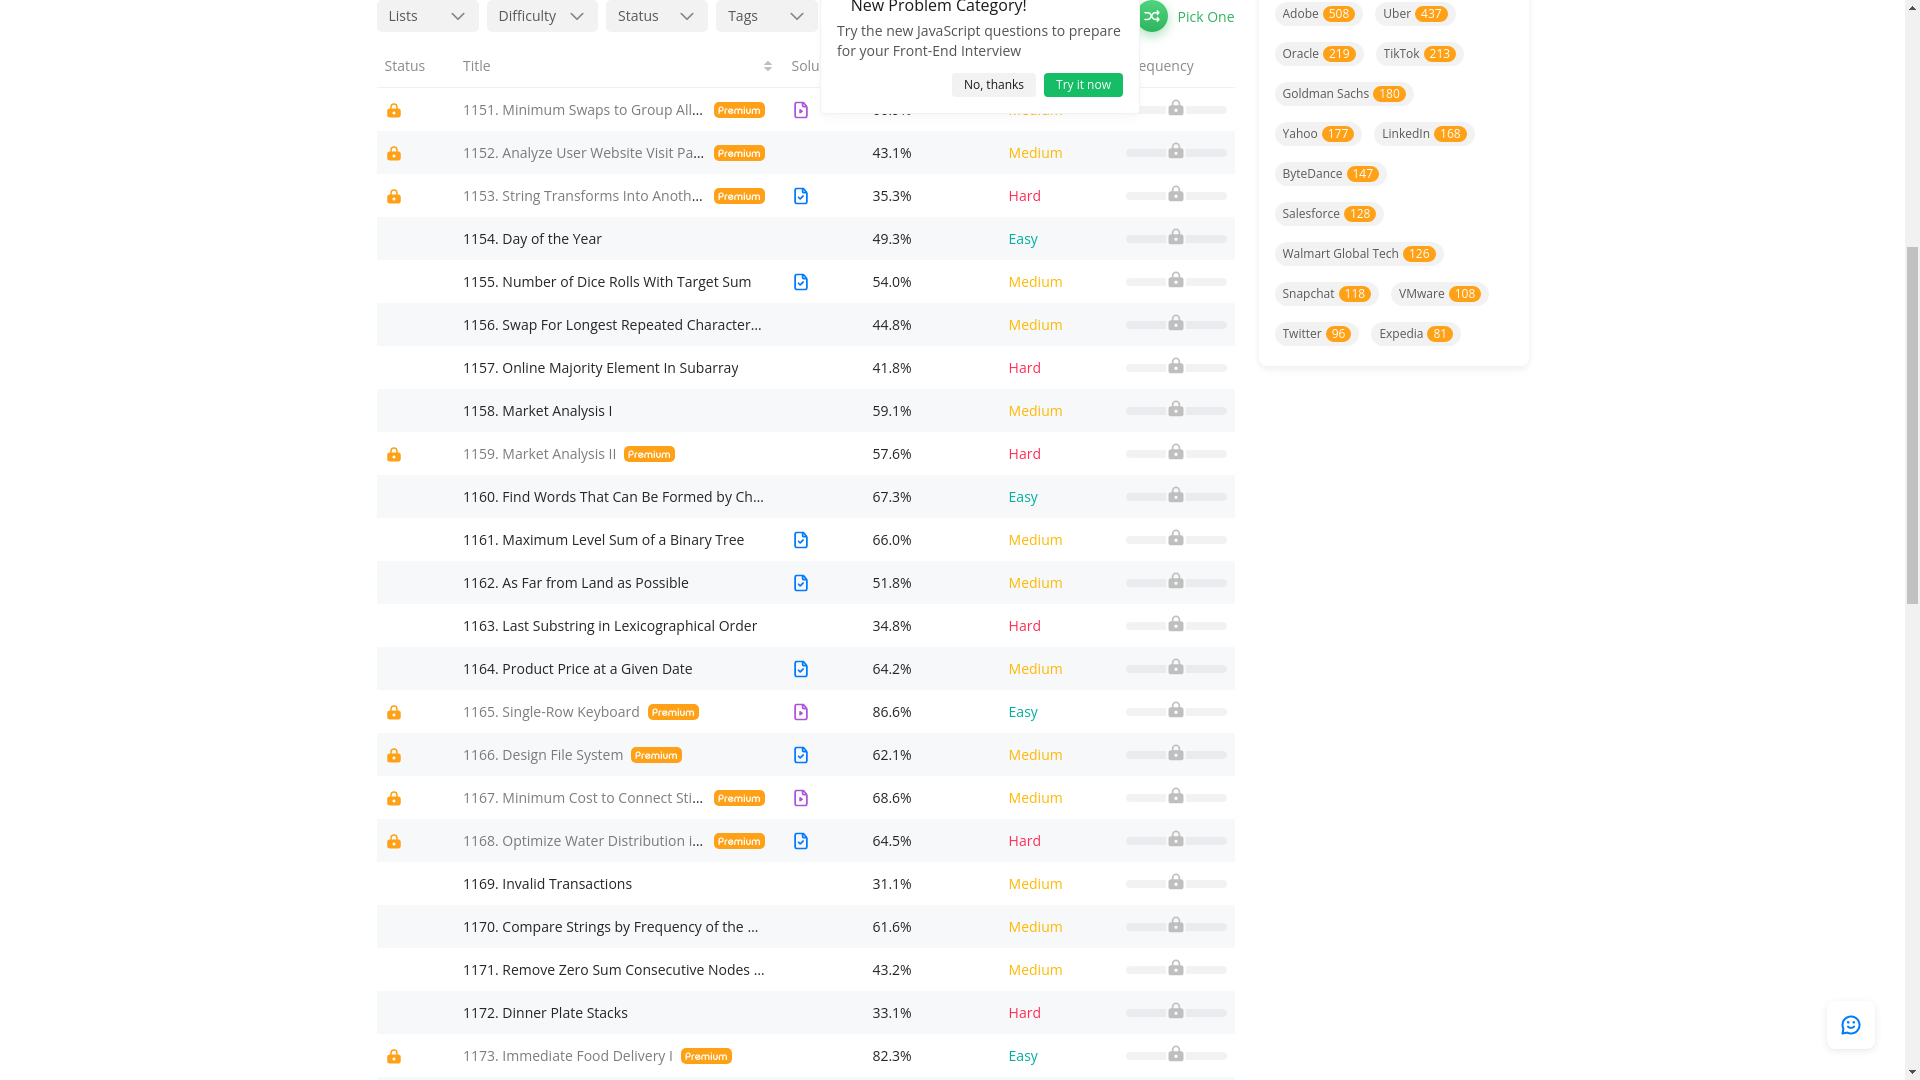 Lists Difficulty Status Tags
New Problem Category!
Try the new JavaScript questions to prepare
for your Front-End Interview
No, thanks Try it now
Pick One
Status Title Solu equency
1151. Minimum Swaps to Group All... Premium
1152. Analyze User Website Visit Pa... Premium 43.1% Medium
1153. String Transforms Into Anoth... Premium 35.3% Hard
1154. Day of the Year 49.3% Easy
1155. Number of Dice Rolls With Target Sum 54.0% Medium
1156. Swap For Longest Repeated Character... 44.8% Medium
1157. Online Majority Element In Subarray 41.8% Hard
1158. Market Analysis I 59.1% Medium
1159. Market Analysis II Premium 57.6% Hard
1160. Find Words That Can Be Formed by Ch... 67.3% Easy
1161. Maximum Level Sum of a Binary Tree 66.0% Medium
1162. As Far from Land as Possible 51.8% Medium
1163. Last Substring in Lexicographical Order 34.8% Hard
1164. Product Price at a Given Date 64.2% Medium
1165. Single-Row Keyboard Premium 86.6% Easy
1166. Design File System Premium 62.1% Medium
1167. Minimum Cost to Connect Sti... Premium 68.6% Medium
1168. Optimize Water Distribution i... Premium 64.5% Hard
1169. Invalid Transactions 31.1% Medium
1170. Compare Strings by Frequency of the ... 61.6% Medium
1171. Remove Zero Sum Consecutive Nodes ... 43.2% Medium
1172. Dinner Plate Stacks 33.1% Hard
1173. Immediate Food Delivery I Premium 82.3% Easy
Adobe 508 Uber 437
Oracle 219 TikTok 213
Goldman Sachs 180
Yahoo 177 LinkedIn 168
ByteDance 147
Salesforce 128
Walmart Global Tech 126
Snapchat 118 VMware 108
Twitter 96 Expedia 81